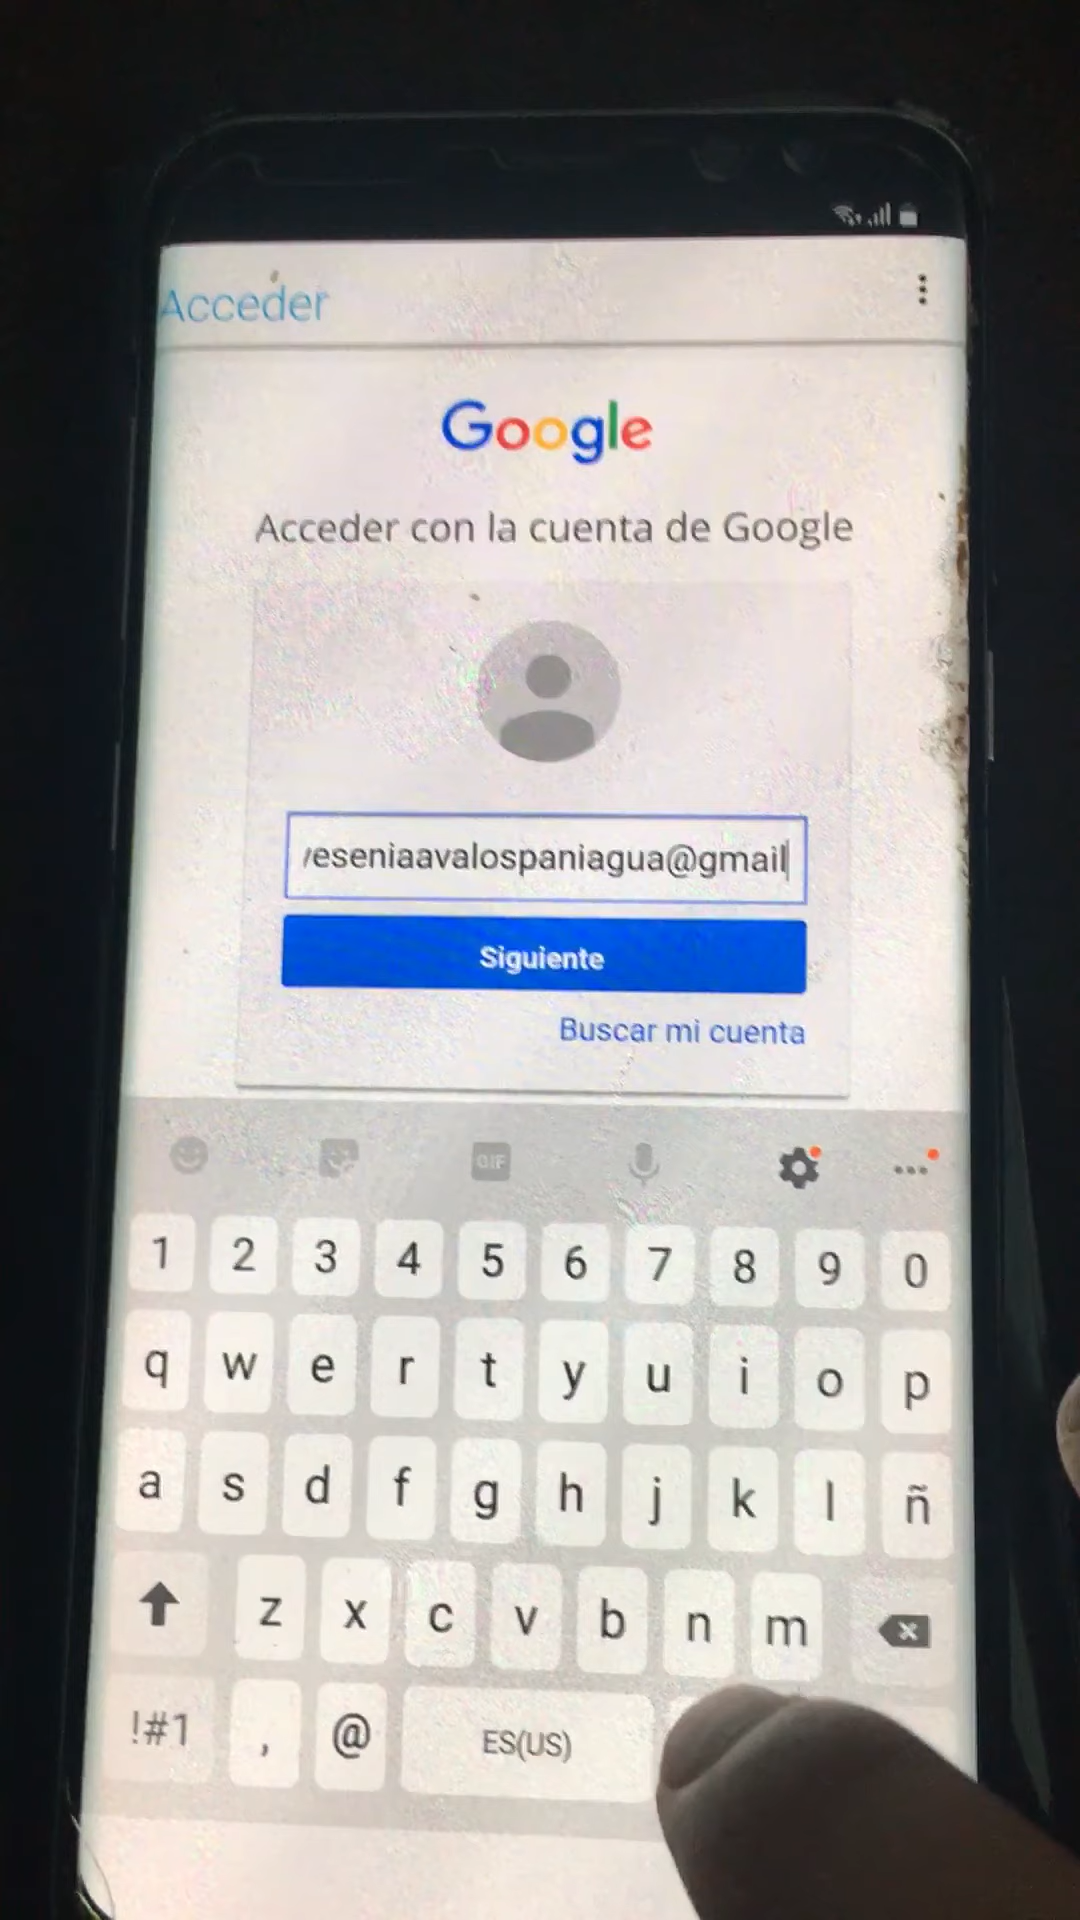 Acceder
Google
Acceder con la cuenta de Google
yeseniaavalospaniagua@gmail
Siguiente
Buscar mi cuenta
GIF
1 2 3 4 5 6 7 8 9 0
q w e r t y u i o p
a s d f g h j k l ñ
z x c v b n m
!#1 , @ ES(US)